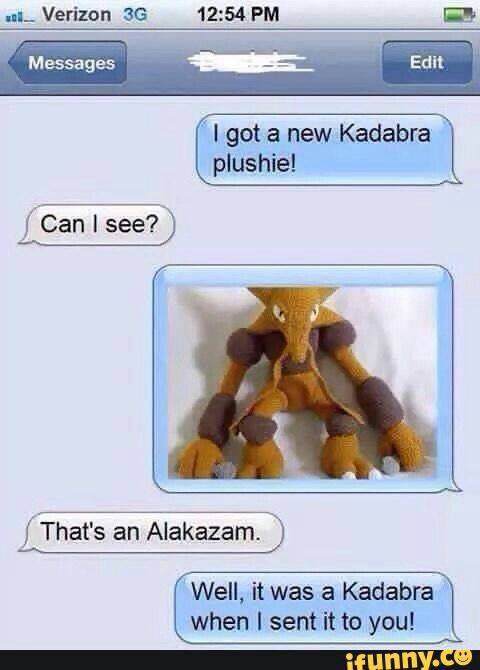 Verizon 3G 12:54 PM
Messages Edit
I got a new Kadabra
plushie!
Can I see?
That's an Alakazam.
Well, it was a Kadabra
when I sent it to you!
ifunny.co